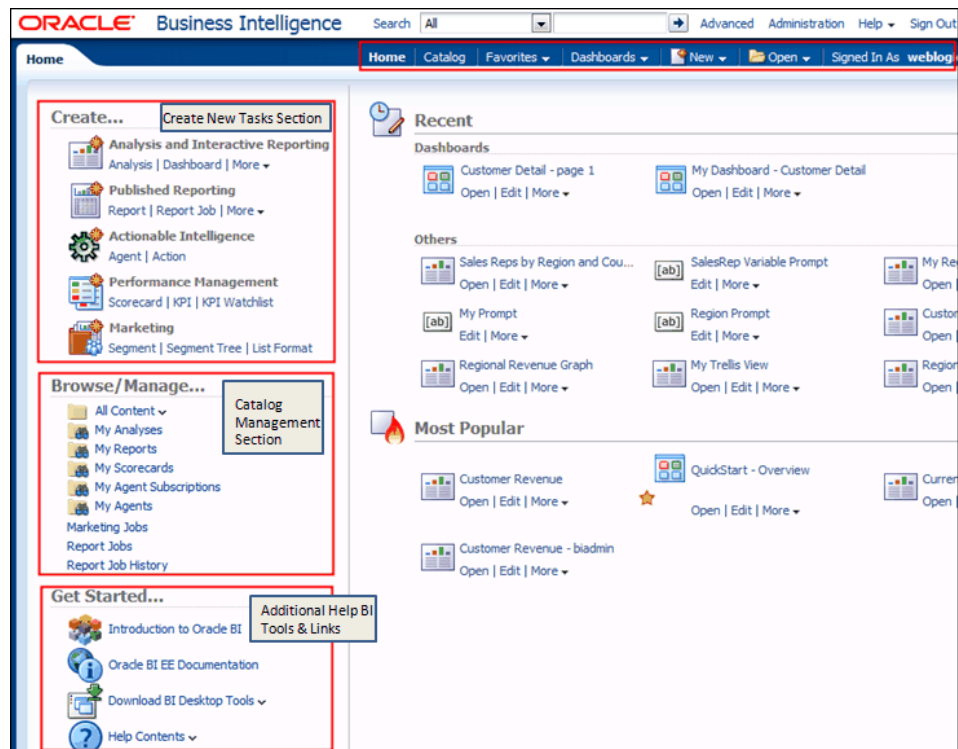 ORACLE Business Intelligence Search All Advanced Administration Help Sign Out
Home Home Catalog Favorites Dashboards New Open Signed In As weblogi
Create...
Create New Tasks Section
Analysis and Interactive Reporting
Analysis | Dashboard | More
Published Reporting
Report | Report Job | More
Actionable Intelligence
Agent | Action
Performance Management
Scorecard | KPI | KPI Watchlist
Marketing
Segment | Segment Tree | List Format
Browse/Manage...
Catalog
Management
Section
All Content
My Analyses
My Reports
My Scorecards
My Agent Subscriptions
My Agents
Marketing Jobs
Report Jobs
Report Job History
Get Started...
Additional Help BI
Tools & Links
Introduction to Oracle BI
Oracle BI EE Documentation
Download BI Desktop Tools
Help Contents
Recent
Dashboards
Customer Detail - page 1
Open | Edit | More
My Dashboard - Customer Detail
Open | Edit | More
Others
Sales Reps by Region and Cou...
Open | Edit | More
[ab] SalesRep Variable Prompt
Edit | More
My Re
Open
[ab] My Prompt
Edit | More
[ab] Region Prompt
Edit | More
Custor
Open
Regional Revenue Graph
Open | Edit | More
My Trellis View
Open | Edit | More
Region
Open
Most Popular
Customer Revenue
Open | Edit | More
QuickStart - Overview
Open | Edit | More
Curren
Open
Customer Revenue - biadmin
Open | Edit | More